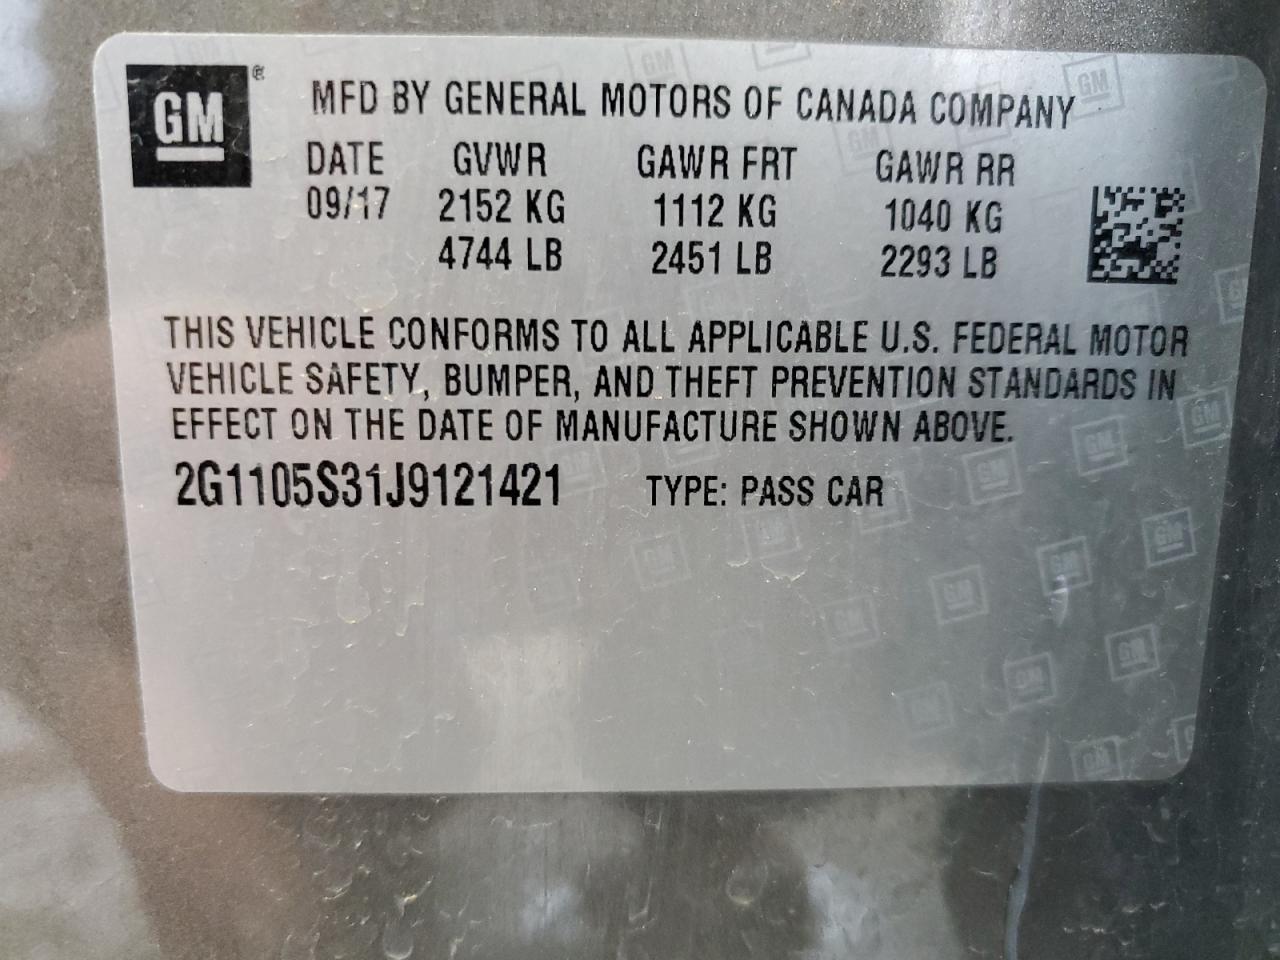 GM ®
MFD BY GENERAL MOTORS OF CANADA COMPANY
DATE GVWR GAWR FRT GAWR RR
09/17 2152 KG 1112 KG 1040 KG
4744 LB 2451 LB 2293 LB
THIS VEHICLE CONFORMS TO ALL APPLICABLE U.S. FEDERAL MOTOR
VEHICLE SAFETY, BUMPER, AND THEFT PREVENTION STANDARDS IN
EFFECT ON THE DATE OF MANUFACTURE SHOWN ABOVE.
2G1105S31J9121421 TYPE: PASS CAR